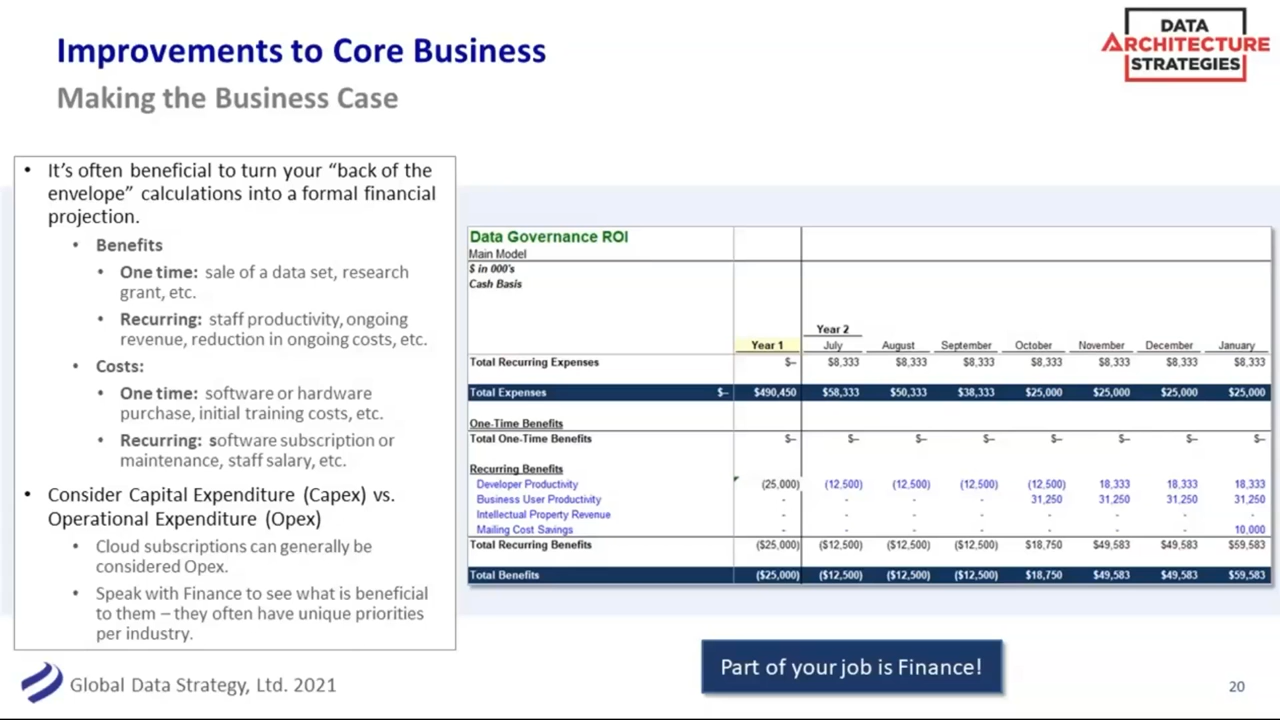 Improvements to Core Business
Making the Business Case
DATA
ARCHITECTURE
STRATEGIES
• It’s often beneficial to turn your “back of the
envelope” calculations into a formal financial
projection.
• Benefits
• One time: sale of a data set, research
grant, etc.
• Recurring: staff productivity, ongoing
revenue, reduction in ongoing costs, etc.
• Costs:
• One time: software or hardware
purchase, initial training costs, etc.
• Recurring: software subscription or
maintenance, staff salary, etc.
• Consider Capital Expenditure (Capex) vs.
Operational Expenditure (Opex)
• Cloud subscriptions can generally be
considered Opex.
• Speak with Finance to see what is beneficial
to them – they often have unique priorities
per industry.
Data Governance ROI
Main Model
$ in 000's
Cash Basis
Year 2
Year 1 July August September October November December January
Total Recurring Expenses $– $8,333 $8,333 $8,333 $8,333 $8,333 $8,333 $8,333
Total Expenses $– $490,450 $58,333 $50,333 $38,333 $25,000 $25,000 $25,000 $25,000
One-Time Benefits
Total One-Time Benefits $– $– $– $– $– $– $– $–
Recurring Benefits
Developer Productivity (25,000) (12,500) (12,500) (12,500) (12,500) 18,333 18,333 18,333
Business User Productivity - - - - 31,250 31,250 31,250 31,250
Intellectual Property Revenue - - - - - - - -
Mailing Cost Savings - - - - - - - 10,000
Total Recurring Benefits ($25,000) ($12,500) ($12,500) ($12,500) $18,750 $49,583 $49,583 $59,583
Total Benefits ($25,000) ($12,500) ($12,500) ($12,500) $18,750 $49,583 $49,583 $59,583
Part of your job is Finance!
Global Data Strategy, Ltd. 2021
20